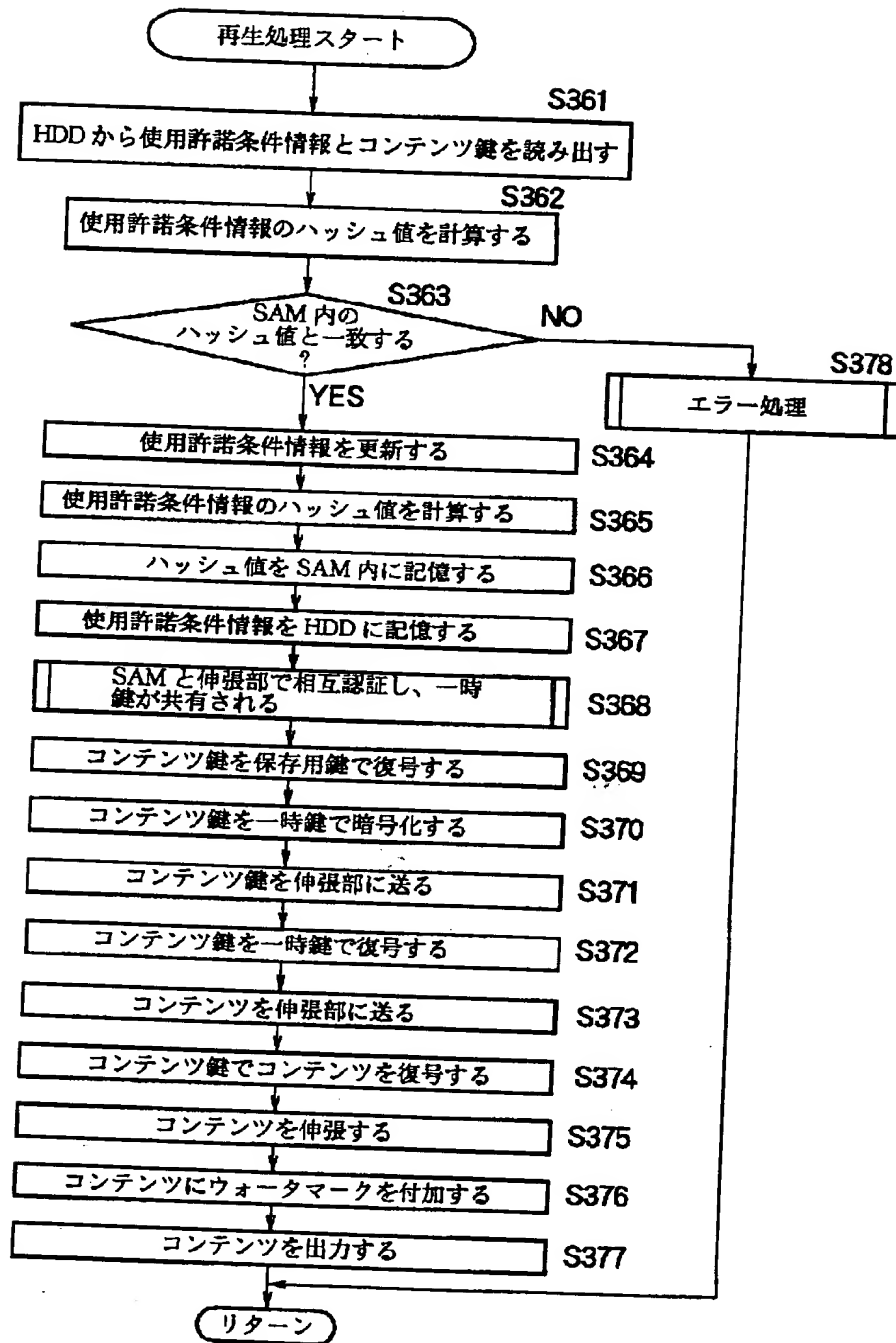 再生処理スタート
S361
HDDから使用許諾条件情報とコンテンツ鍵を読み出す
S362
使用許諾条件情報のハッシュ値を計算する
S363
SAM内の
ハッシュ値と一致する
?
NO
YES
S378
エラー処理
使用許諾条件情報を更新する
S364
使用許諾条件情報のハッシュ値を計算する
S365
ハッシュ値をSAM内に記憶する
S366
使用許諾条件情報をHDDに記憶する
S367
SAMと伸張部で相互認証し、一時
鍵が共有される
S368
コンテンツ鍵を保存用鍵で復号する
S369
コンテンツ鍵を一時鍵で暗号化する
S370
コンテンツ鍵を伸張部に送る
S371
コンテンツ鍵を一時鍵で復号する
S372
コンテンツを伸張部に送る
S373
コンテンツ鍵でコンテンツを復号する
S374
コンテンツを伸張する
S375
コンテンツにウォータマークを付加する
S376
コンテンツを出力する
S377
リターン